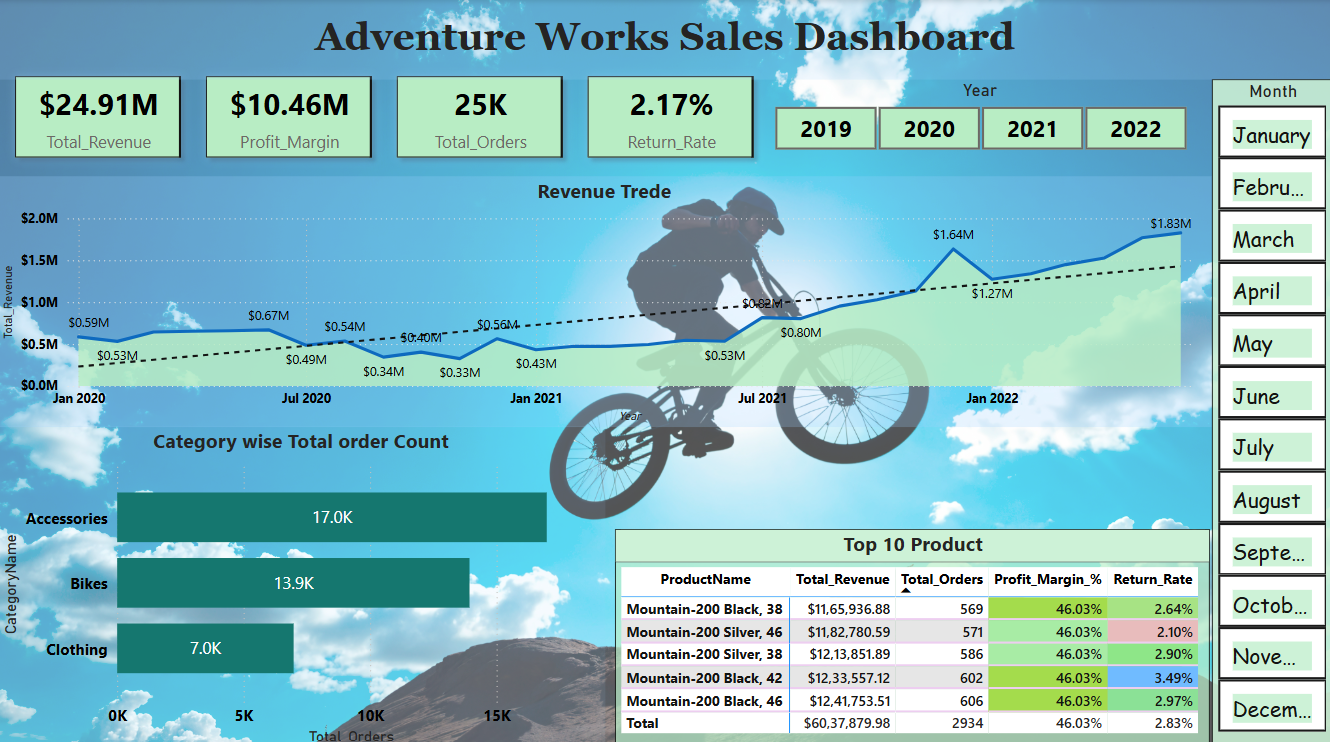 Adventure Works Sales Dashboard
$24.91M
Total_Revenue
$10.46M
Profit_Margin
25K
Total_Orders
2.17%
Return_Rate
Year
2019 2020 2021 2022
Month
January
Febru...
March
April
May
June
July
August
Septe...
Octob...
Nove...
Decem...
Revenue Trede
Total_Revenue
$2.0M
$1.5M
$1.0M
$0.5M
$0.0M
$0.59M
$0.53M
$0.67M
$0.49M
$0.54M
$0.34M
$0.40M
$0.33M
$0.56M
$0.43M
$0.53M
$0.82M
$0.80M
$1.64M
$1.27M
$1.83M
Jan 2020 Jul 2020 Jan 2021 Jul 2021 Jan 2022
Year
Category wise Total order Count
CategoryName
Accessories 17.0K
Bikes 13.9K
Clothing 7.0K
0K 5K 10K 15K
Total_Orders
Top 10 Product
ProductName Total_Revenue Total_Orders Profit_Margin_% Return_Rate
Mountain-200 Black, 38 $11,65,936.88 569 46.03% 2.64%
Mountain-200 Silver, 46 $11,82,780.59 571 46.03% 2.10%
Mountain-200 Silver, 38 $12,13,851.89 586 46.03% 2.90%
Mountain-200 Black, 42 $12,33,557.12 602 46.03% 3.49%
Mountain-200 Black, 46 $12,41,753.51 606 46.03% 2.97%
Total $60,37,879.98 2934 46.03% 2.83%